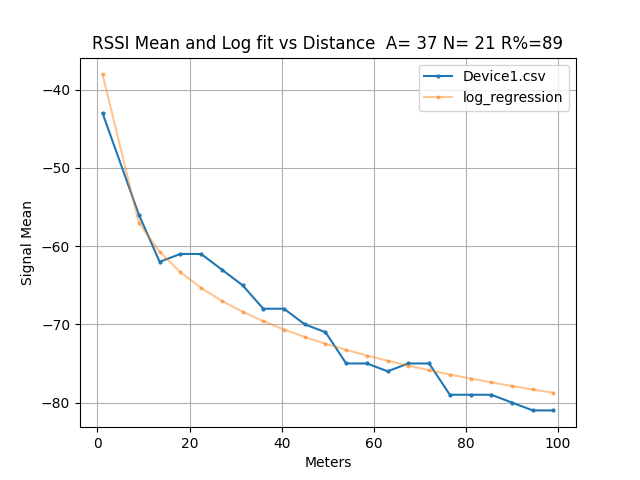 RSSI Mean and Log fit vs Distance  A= 37 N= 21 R%=89
Device1.csv
log_regression
Signal Mean
−40
−50
−60
−70
−80
0 20 40 60 80 100
Meters